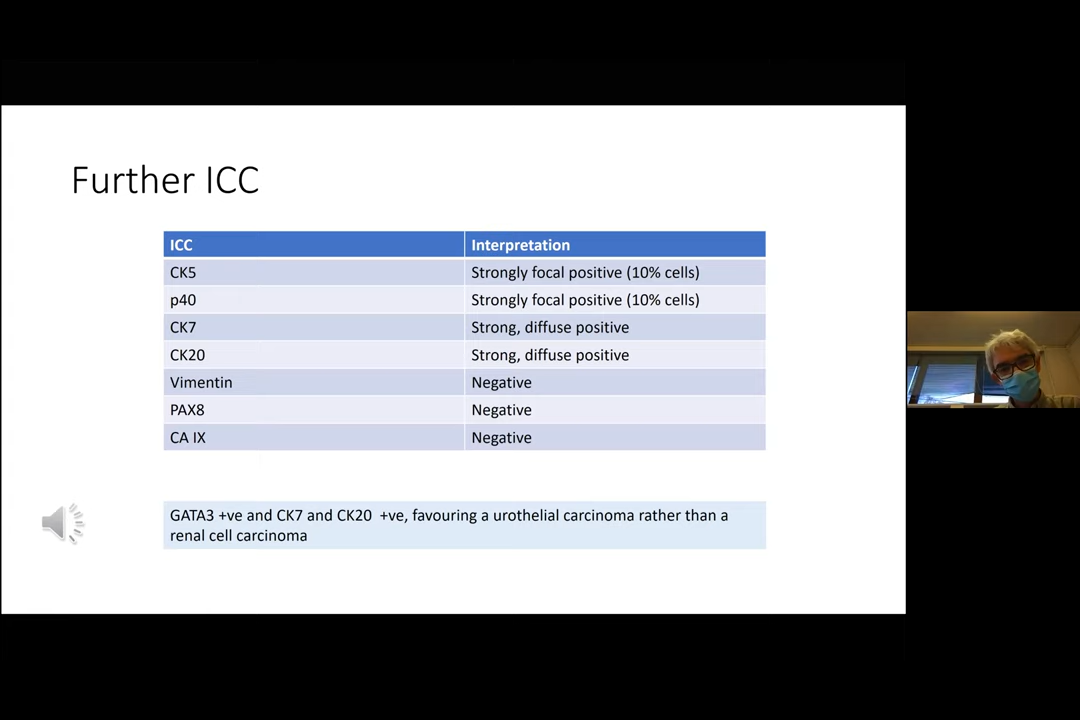 Further ICC
ICC Interpretation
CK5 Strongly focal positive (10% cells)
p40 Strongly focal positive (10% cells)
CK7 Strong, diffuse positive
CK20 Strong, diffuse positive
Vimentin Negative
PAX8 Negative
CA IX Negative
GATA3 +ve and CK7 and CK20 +ve, favouring a urothelial carcinoma rather than a
renal cell carcinoma